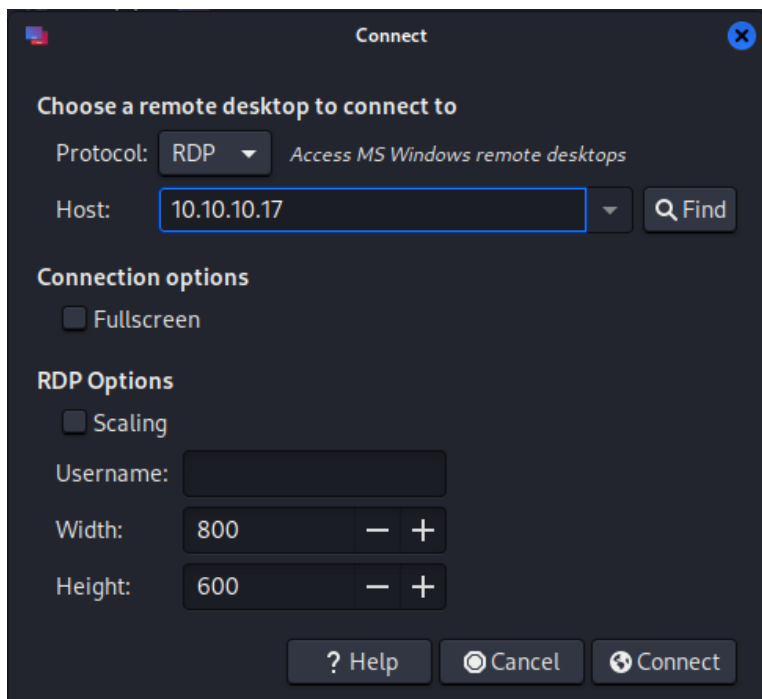 Connect
Choose a remote desktop to connect to
Protocol: RDP Access MS Windows remote desktops
Host: 10.10.10.17 Find
Connection options
Fullscreen
RDP Options
Scaling
Username:
Width: 800 − +
Height: 600 − +
? Help Cancel Connect